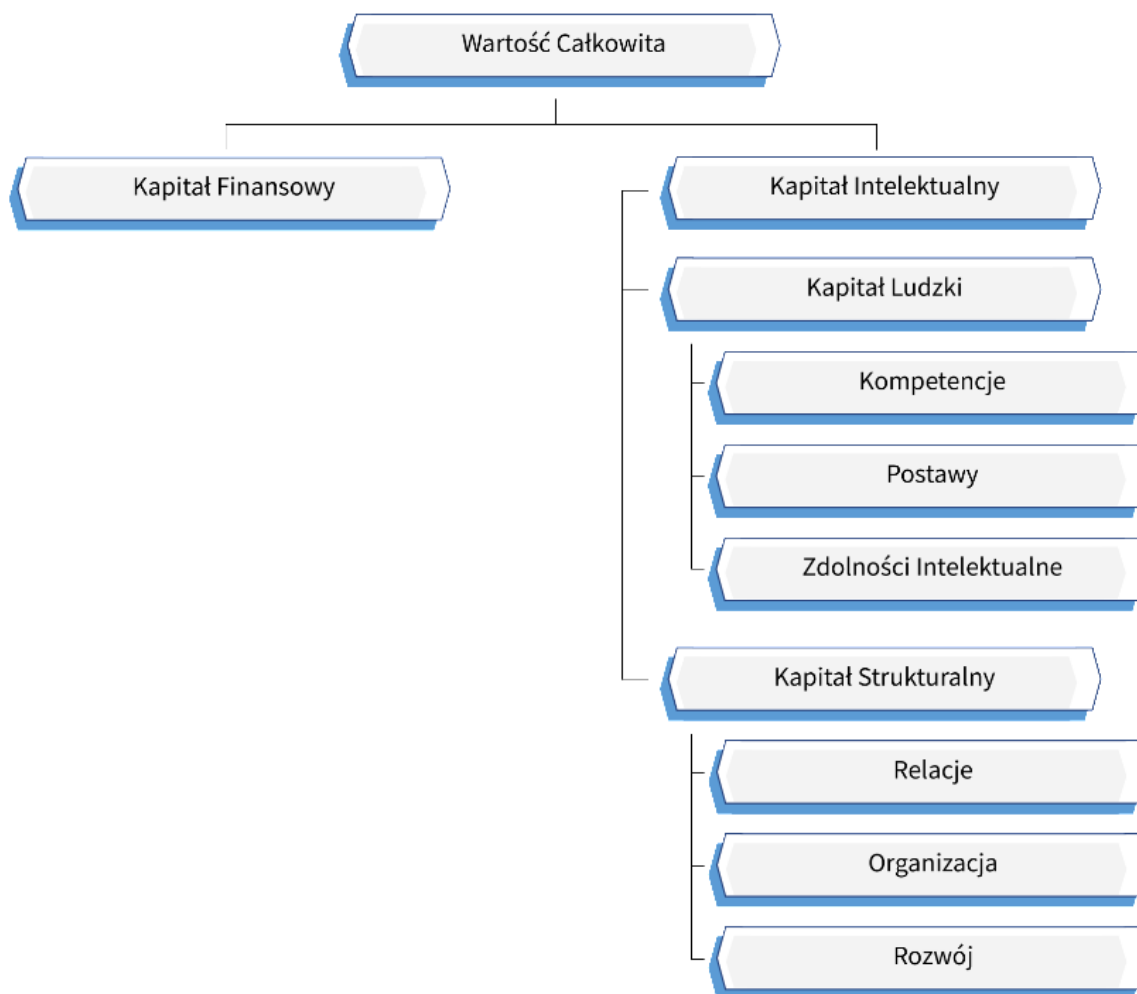 Wartość Całkowita
Kapitał Finansowy
Kapitał Intelektualny
Kapitał Ludzki
Kompetencje
Postawy
Zdolności Intelektualne
Kapitał Strukturalny
Relacje
Organizacja
Rozwój